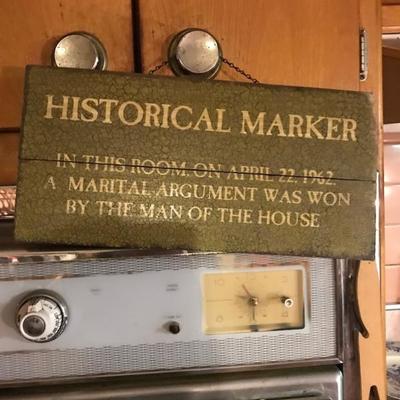 HISTORICAL MARKER
IN THIS ROOM, ON APRIL 22, 1962,
A MARITAL ARGUMENT WAS WON
BY THE MAN OF THE HOUSE